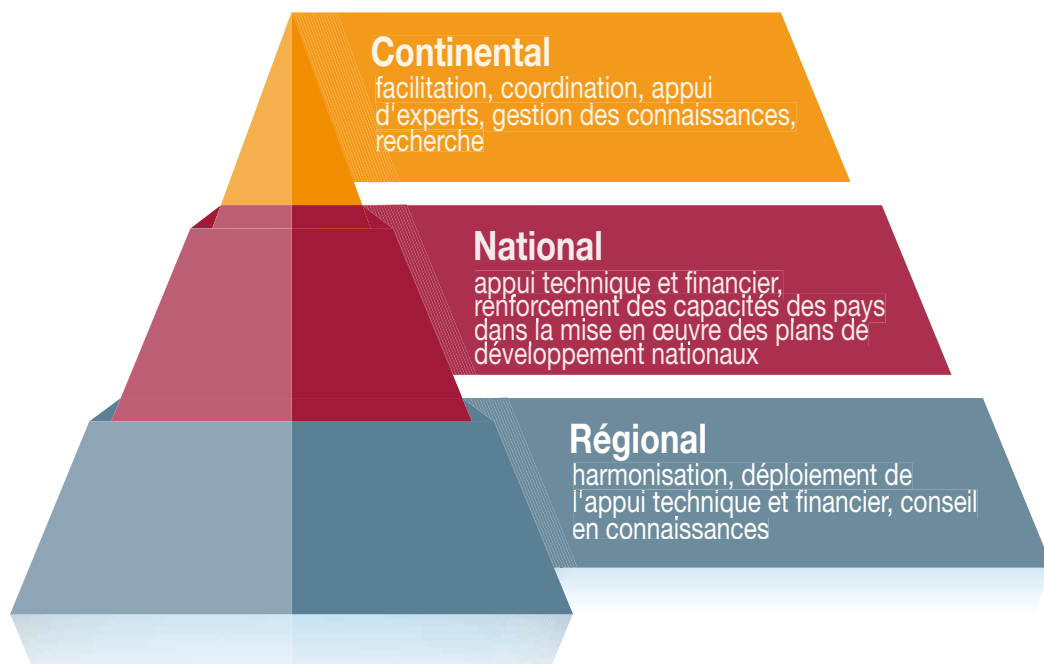 Continental
facilitation, coordination, appui
d'experts, gestion des connaissances,
recherche
National
appui technique et financier,
renforcement des capacités des pays
dans la mise en œuvre des plans de
développement nationaux
Régional
harmonisation, déploiement de
l'appui technique et financier, conseil
en connaissances